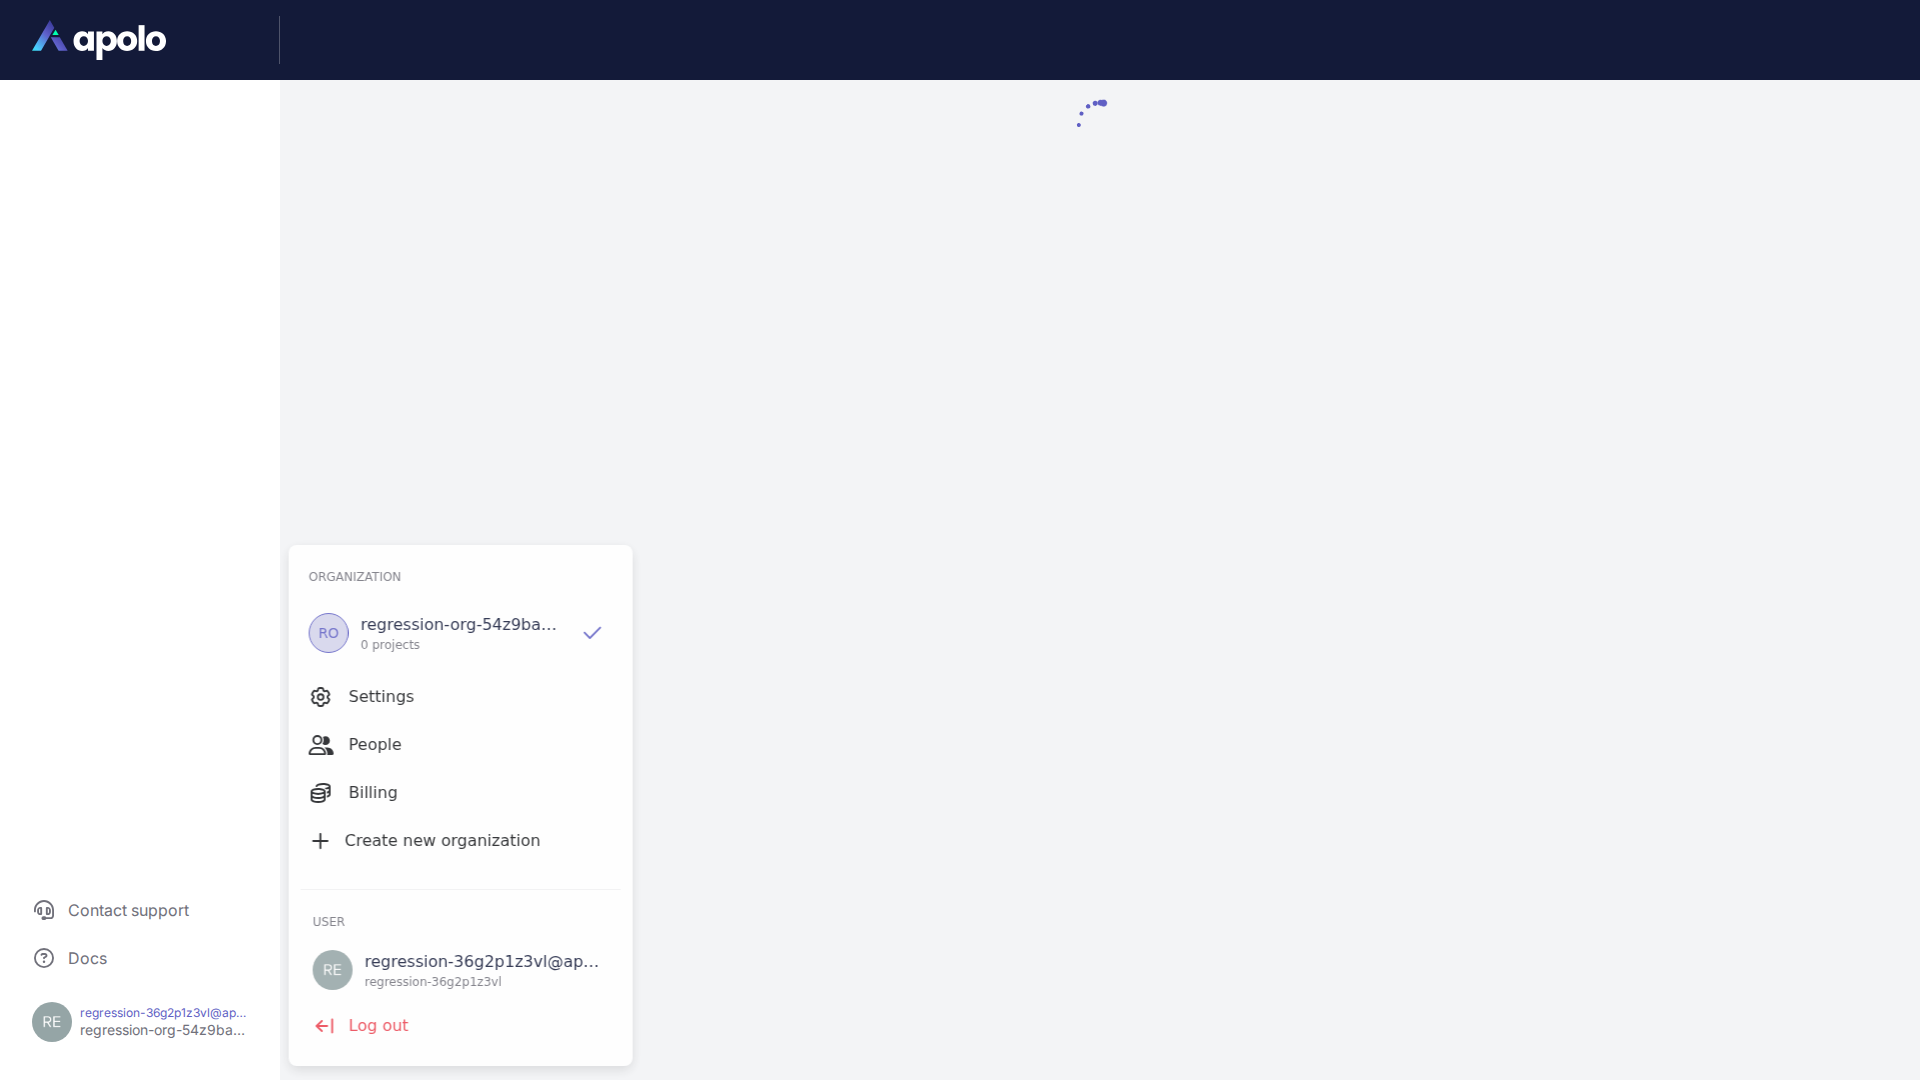 apolo
ORGANIZATION
RO
regression-org-54z9ba...
0 projects
Settings
People
Billing
Create new organization
Contact support
USER
Docs
RE
regression-36g2p1z3vl@ap...
regression-36g2p1z3vl
RE
regression-36g2p1z3vl@ap...
regression-org-54z9ba...
Log out